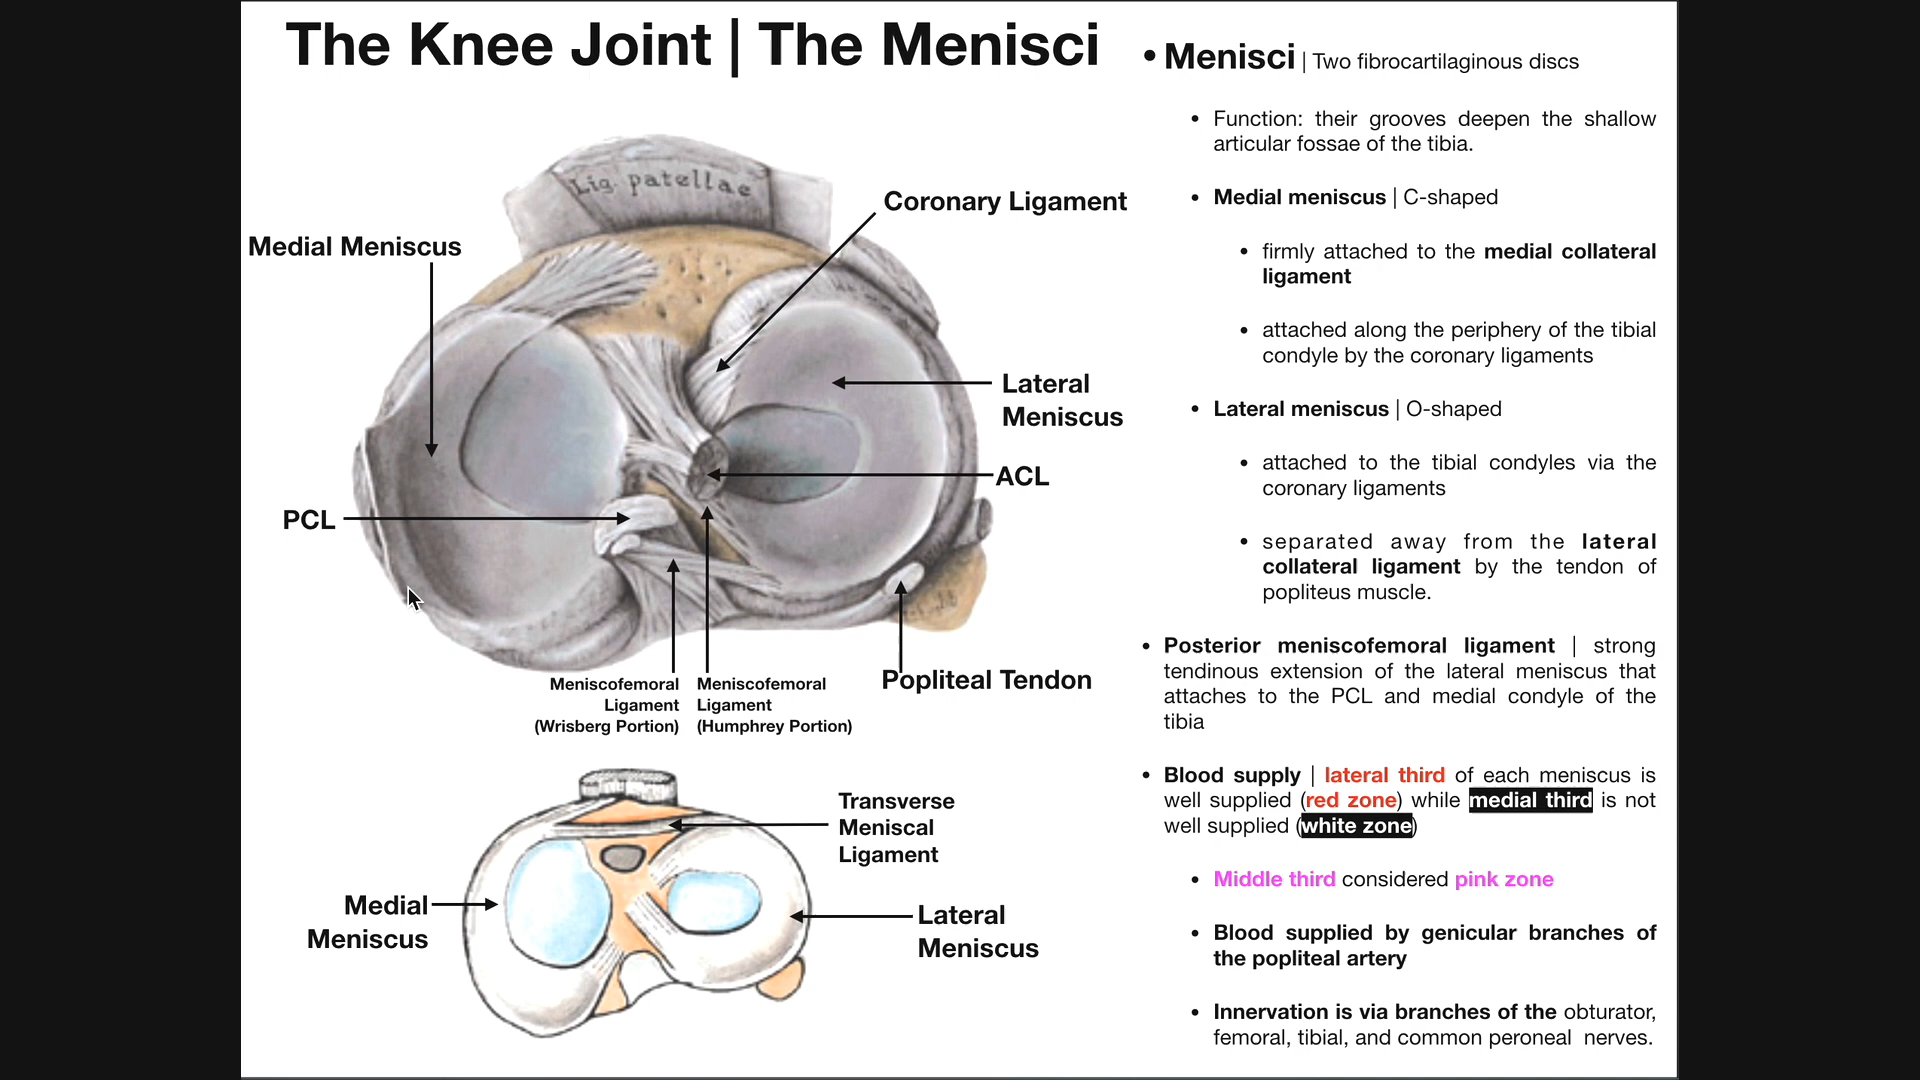 The Knee Joint | The Menisci
Lig. patellae
Coronary Ligament
Medial Meniscus
Lateral
Meniscus
ACL
PCL
Meniscofemoral
Ligament
(Wrisberg Portion)
Meniscofemoral
Ligament
(Humphrey Portion)
Popliteal Tendon
Transverse
Meniscal
Ligament
Medial
Meniscus
Lateral
Meniscus
• Menisci | Two fibrocartilaginous discs
• Function: their grooves deepen the shallow
articular fossae of the tibia.
• Medial meniscus | C-shaped
• firmly attached to the medial collateral
ligament
• attached along the periphery of the tibial
condyle by the coronary ligaments
• Lateral meniscus | O-shaped
• attached to the tibial condyles via the
coronary ligaments
• separated away from the lateral
collateral ligament by the tendon of
popliteus muscle.
• Posterior meniscofemoral ligament | strong
tendinous extension of the lateral meniscus that
attaches to the PCL and medial condyle of the
tibia
• Blood supply | lateral third of each meniscus is
well supplied (red zone) while medial third is not
well supplied (white zone)
• Middle third considered pink zone
• Blood supplied by genicular branches of
the popliteal artery
• Innervation is via branches of the obturator,
femoral, tibial, and common peroneal nerves.